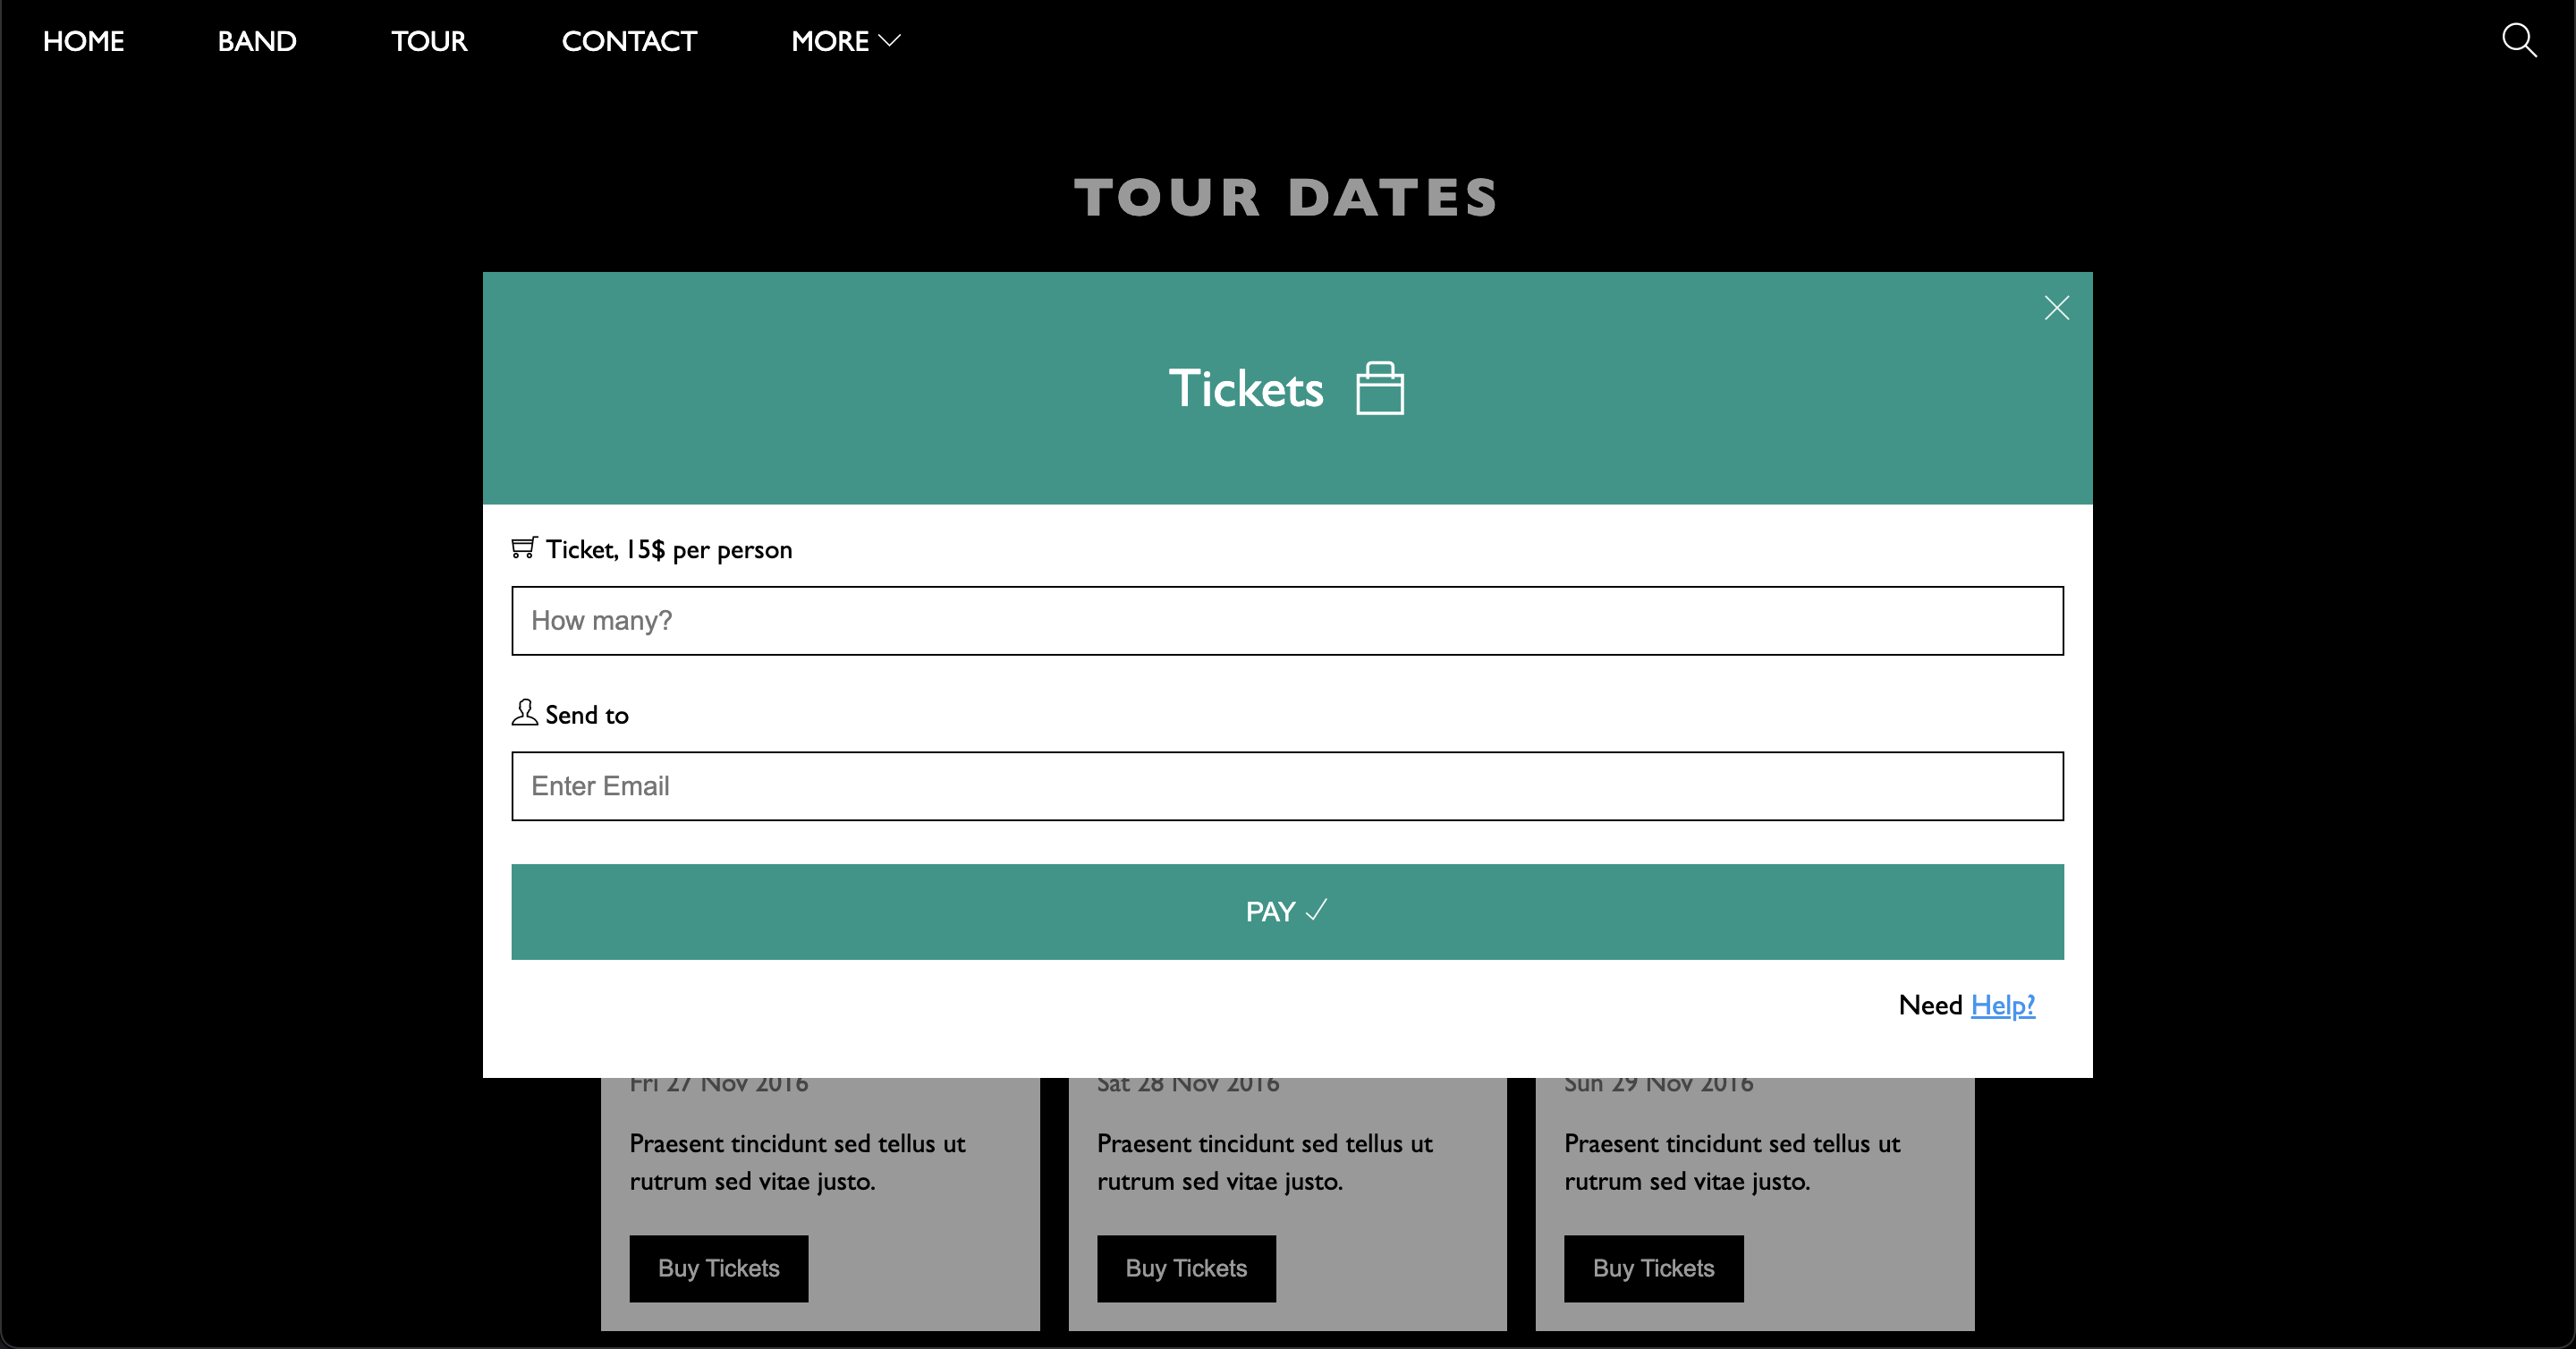 HOME BAND TOUR CONTACT MORE
TOUR DATES
Tickets
Ticket, 15$ per person
How many?
Send to
Enter Email
PAY
Need Help?
Fri 27 Nov 2016 Sat 28 Nov 2016 Sun 29 Nov 2016
Praesent tincidunt sed tellus ut Praesent tincidunt sed tellus ut Praesent tincidunt sed tellus ut
rutrum sed vitae justo. rutrum sed vitae justo. rutrum sed vitae justo.
Buy Tickets Buy Tickets Buy Tickets